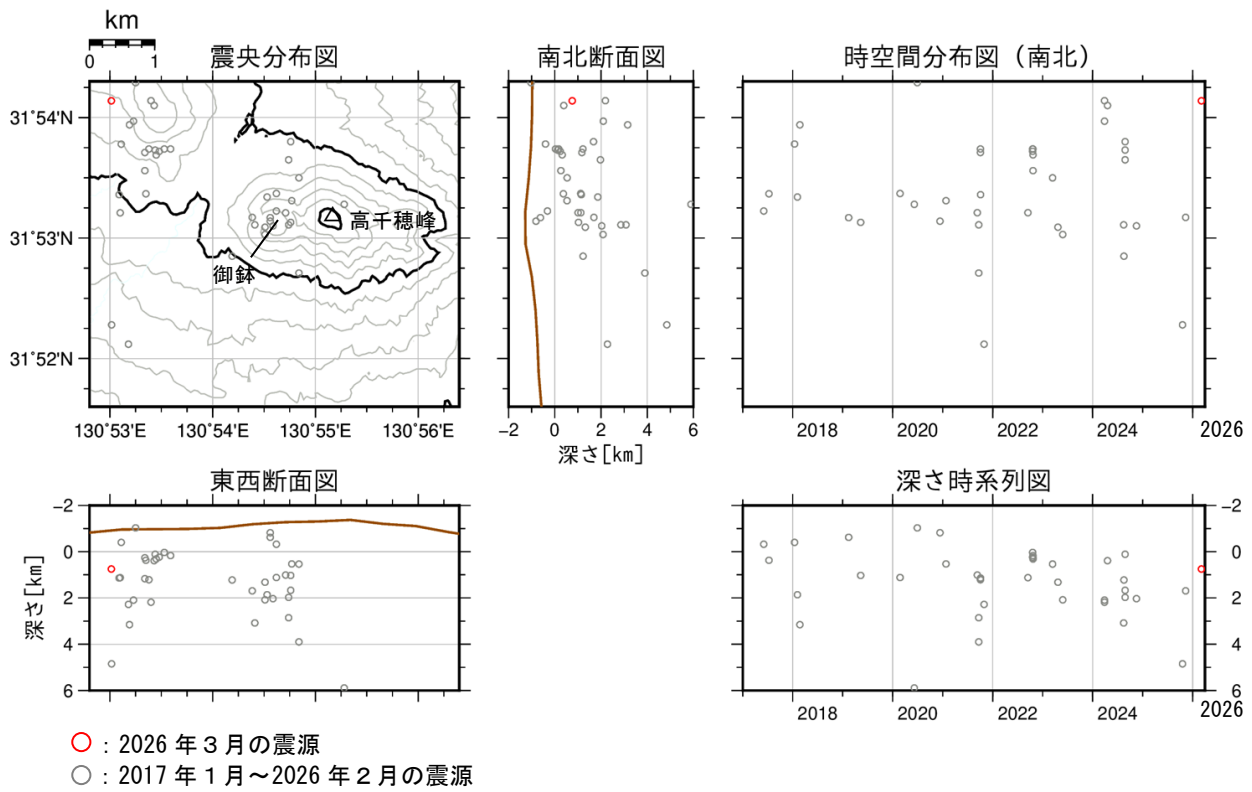 km
0 1
震央分布図
31°54'N
31°53'N
31°52'N
130°53'E 130°54'E 130°55'E 130°56'E
高千穂峰
御鉢
南北断面図
-2 0 2 4 6
深さ[km]
時空間分布図（南北）
2018 2020 2022 2024 2026
東西断面図
-2
0
2
4
6
深さ[km]
深さ時系列図
-2
0
2
4
6
2018 2020 2022 2024 2026
：2026 年３月の震源
：2017 年１月～2026 年２月の震源